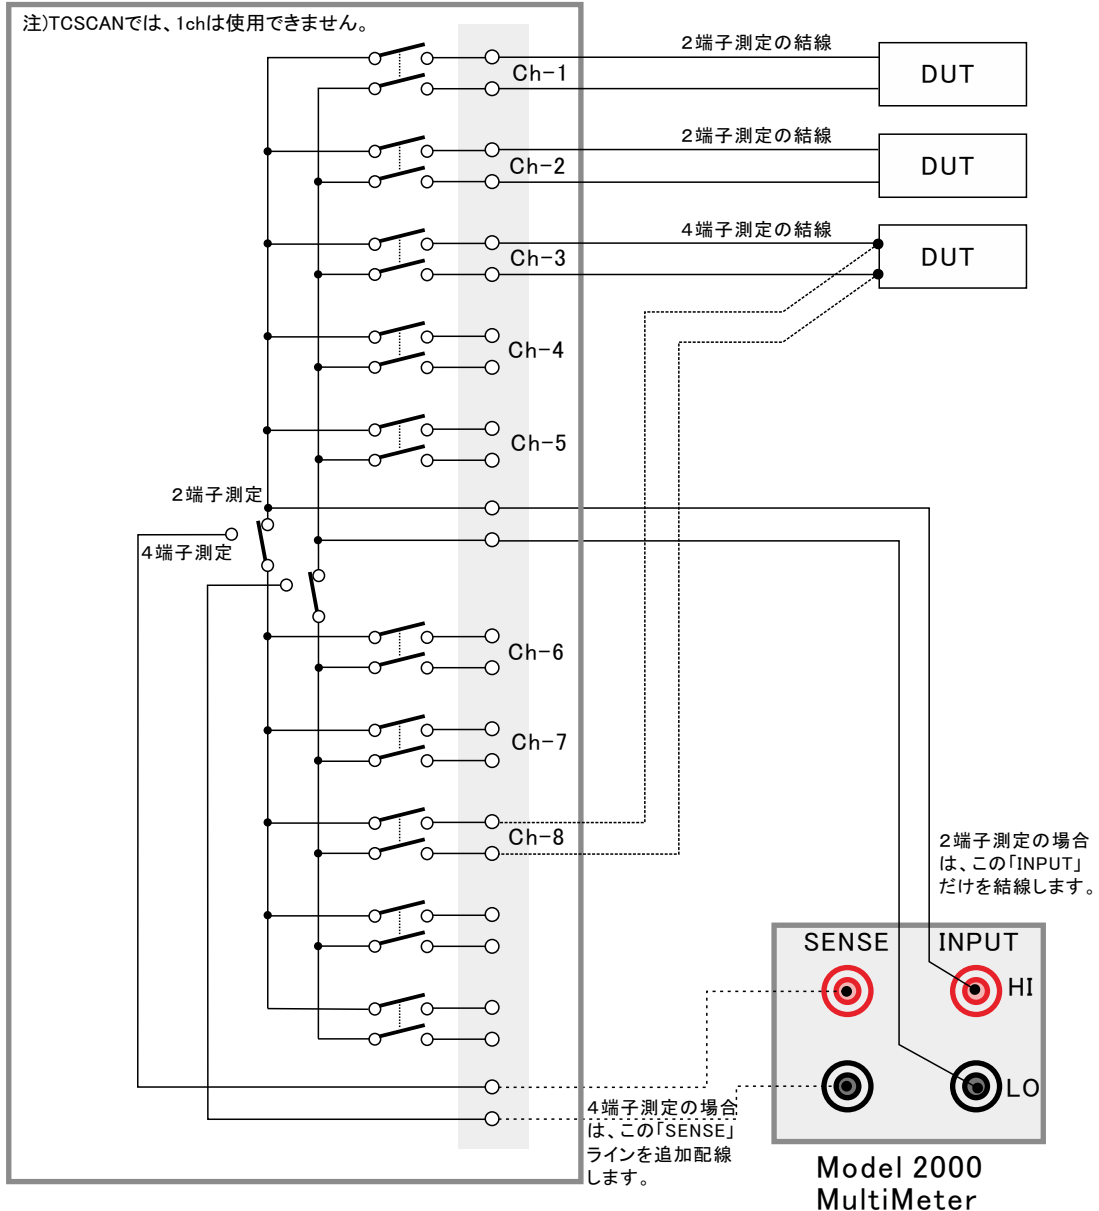 注)TCSCANでは、1chは使用できません。
2端子測定の結線
Ch-1
DUT
2端子測定の結線
Ch-2
DUT
4端子測定の結線
Ch-3
DUT
Ch-4
Ch-5
2端子測定
4端子測定
Ch-6
Ch-7
Ch-8
2端子測定の場合
は、この「INPUT」
だけを結線します。
SENSE
INPUT
HI
LO
4端子測定の場合
は、この「SENSE」
ラインを追加配線
します。
Model 2000
MultiMeter